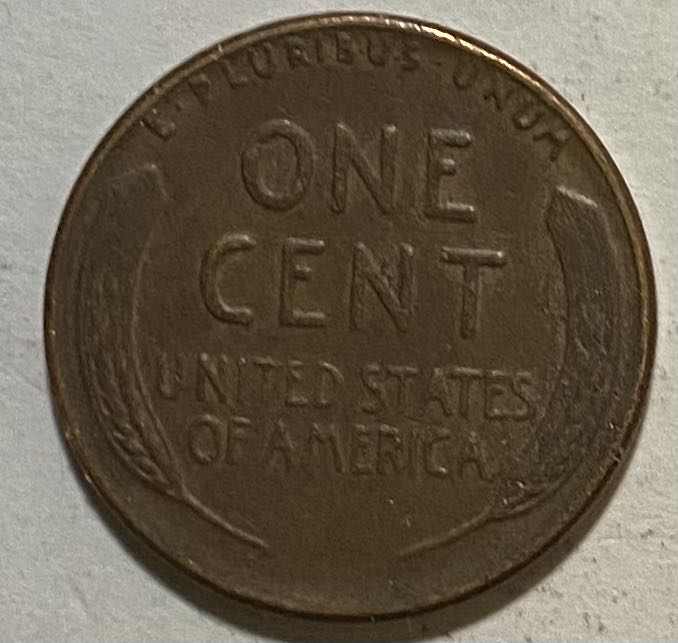 E·PLURIBUS·UNUM
ONE
CENT
UNITED STATES
OF AMERICA